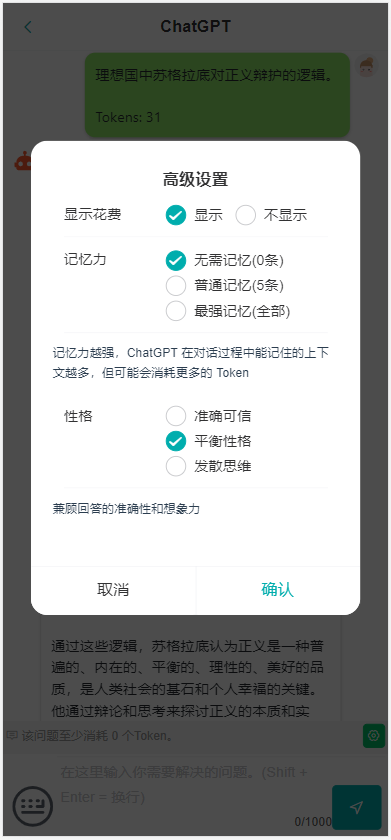 ChatGPT
理想国中苏格拉底对正义辩护的逻辑。
Tokens: 31
高级设置
显示花费 显示 不显示
记忆力 无需记忆(0条)
普通记忆(5条)
最强记忆(全部)
记忆力越强，ChatGPT 在对话过程中能记住的上下
文越多，但可能会消耗更多的 Token
性格 准确可信
平衡性格
发散思维
兼顾回答的准确性和想象力
取消 确认
通过这些逻辑，苏格拉底认为正义是一种普
遍的、内在的、平衡的、理性的、美好的品
质，是人类社会的基石和个人幸福的关键。
他通过辩论和思考来探讨正义的本质和实
该问题至少消耗 0 个Token。
在这里输入你需要解决的问题。(Shift +
Enter = 换行)
0/1000